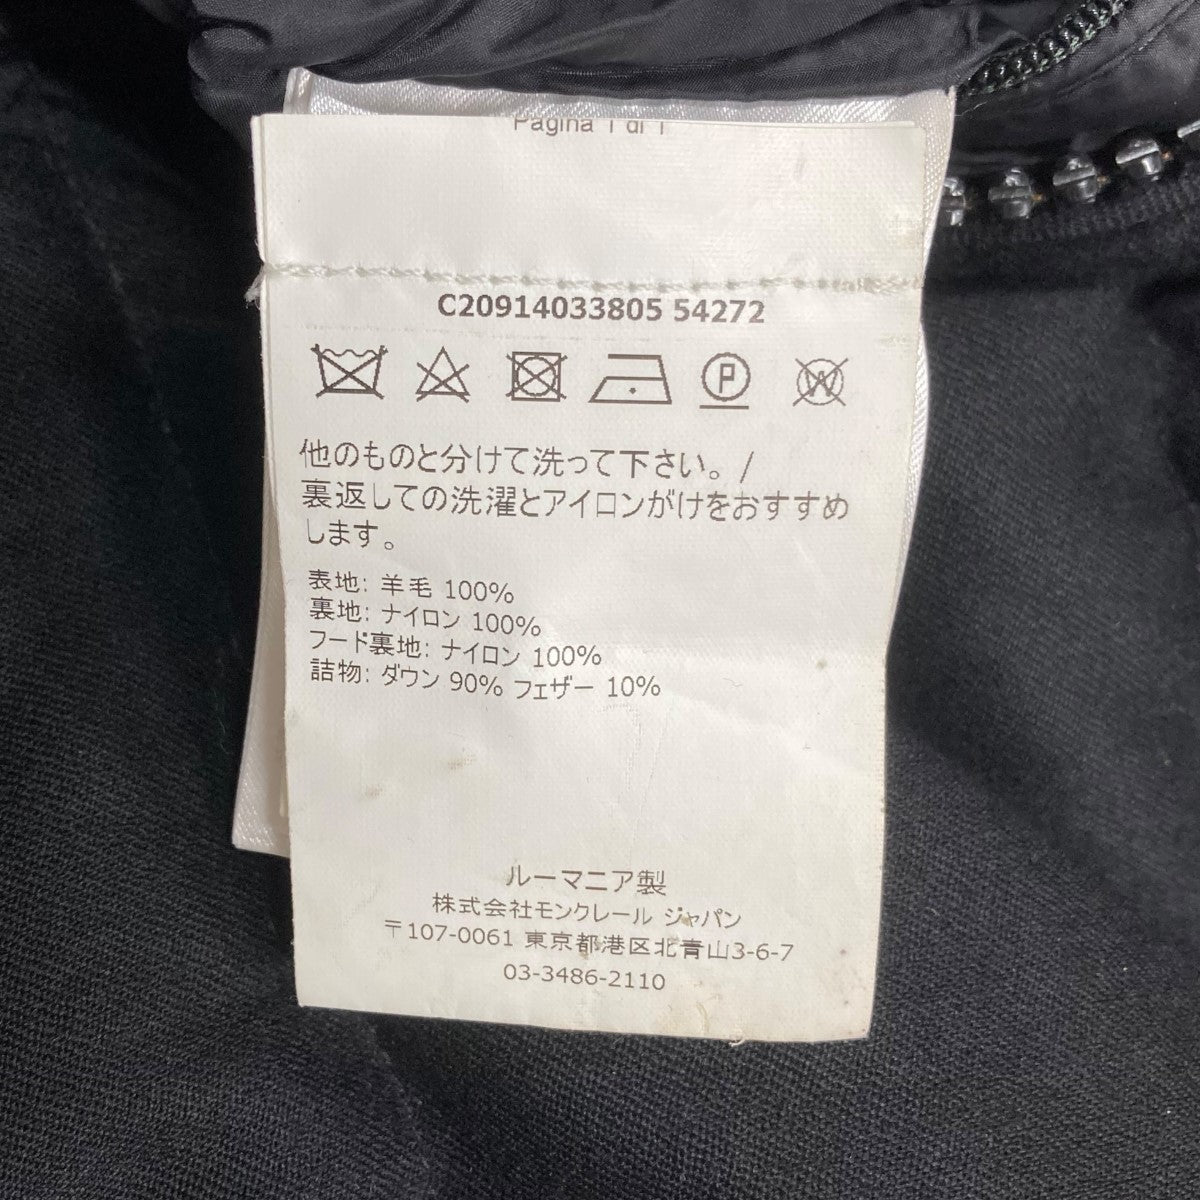 Pagina 1 di 1
C20914033805 54272
P W
他のものと分けて洗って下さい。/
裏返しての洗濯とアイロンがけをおすすめ
します。
表地: 羊毛 100%
裏地: ナイロン 100%
フード裏地: ナイロン 100%
詰物: ダウン 90% フェザー 10%
ルーマニア製
株式会社モンクレール ジャパン
〒107-0061 東京都港区北青山3-6-7
03-3486-2110